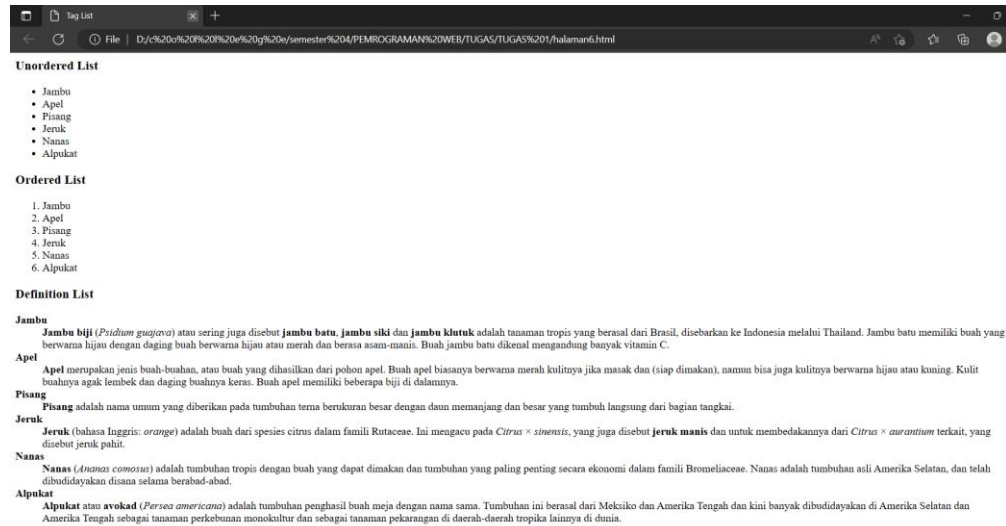 Tag List
File | D:/c%20o%20l%20l%20e%20g%20e/semester%204/PEMROGRAMAN%20WEB/TUGAS/TUGAS%201/halaman6.html
Unordered List
• Jambu
• Apel
• Pisang
• Jeruk
• Nanas
• Alpukat
Ordered List
1. Jambu
2. Apel
3. Pisang
4. Jeruk
5. Nanas
6. Alpukat
Definition List
Jambu
Jambu biji (Psidium guajava) atau sering juga disebut jambu batu, jambu siki dan jambu klutuk adalah tanaman tropis yang berasal dari Brasil, disebarkan ke Indonesia melalui Thailand. Jambu batu memiliki buah yang
berwarna hijau dengan daging buah berwarna hijau atau merah dan berasa asam-manis. Buah jambu batu dikenal mengandung banyak vitamin C.
Apel
Apel merupakan jenis buah-buahan, atau buah yang dihasilkan dari pohon apel. Buah apel biasanya berwarna merah kulitnya jika masak dan (siap dimakan), namun bisa juga kulitnya berwarna hijau atau kuning. Kulit
buahnya agak lembek dan daging buahnya keras. Buah apel memiliki beberapa biji di dalamnya.
Pisang
Pisang adalah nama umum yang diberikan pada tumbuhan terna berukuran besar dengan daun memanjang dan besar yang tumbuh langsung dari bagian tangkai.
Jeruk
Jeruk (bahasa Inggris: orange) adalah buah dari spesies citrus dalam famili Rutaceae. Ini mengacu pada Citrus × sinensis, yang juga disebut jeruk manis dan untuk membedakannya dari Citrus × aurantium terkait, yang
disebut jeruk pahit.
Nanas
Nanas (Ananas comosus) adalah tumbuhan tropis dengan buah yang dapat dimakan dan tumbuhan yang paling penting secara ekonomi dalam famili Bromeliaceae. Nanas adalah tumbuhan asli Amerika Selatan, dan telah
dibudidayakan disana selama berabad-abad.
Alpukat
Alpukat atau avokad (Persea americana) adalah tumbuhan penghasil buah meja dengan nama sama. Tumbuhan ini berasal dari Meksiko dan Amerika Tengah dan kini banyak dibudidayakan di Amerika Selatan dan
Amerika Tengah sebagai tanaman perkebunan monokultur dan sebagai tanaman pekarangan di daerah-daerah tropika lainnya di dunia.